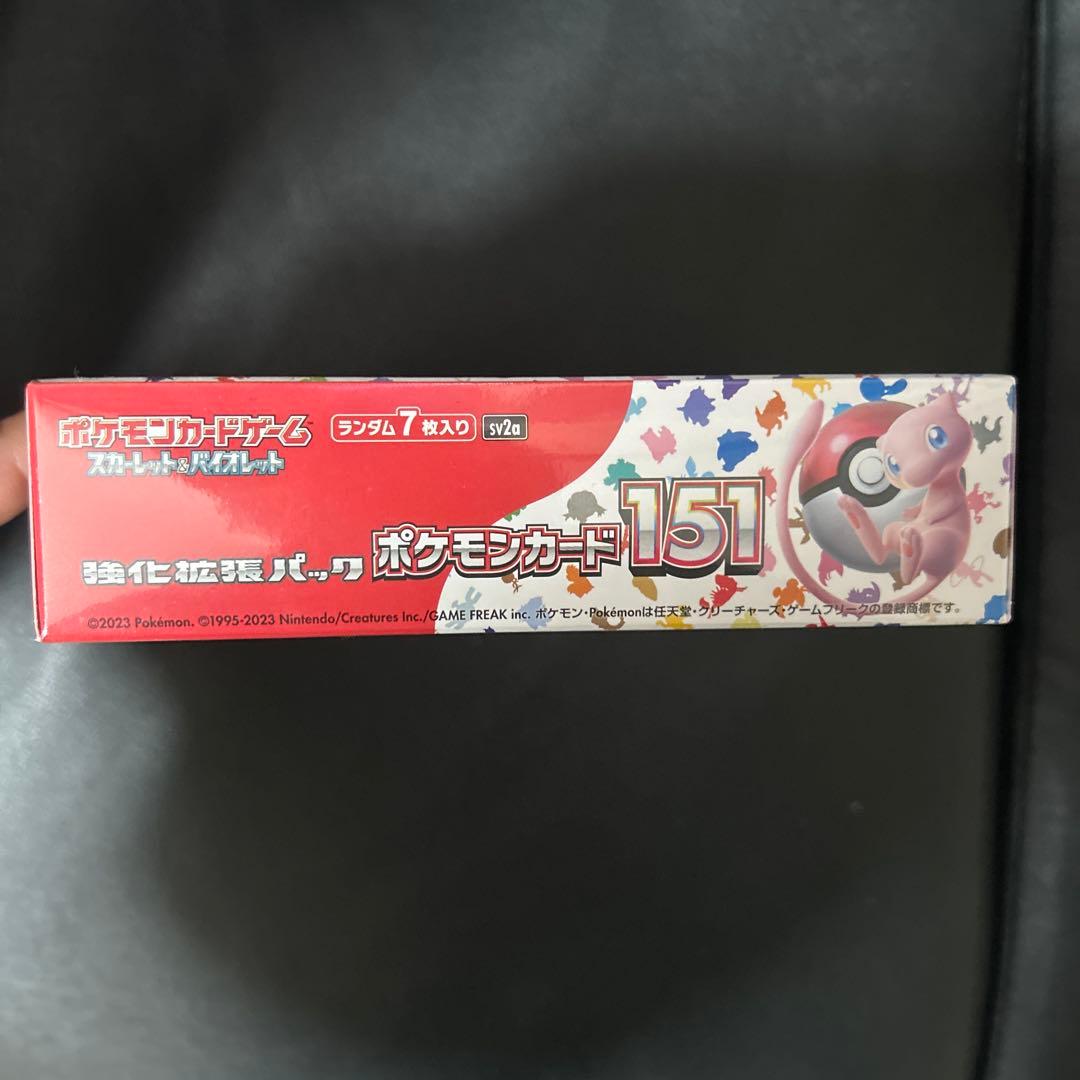 ポケモンカードゲーム™ ランダム7枚入り sv2a
スカーレット&バイオレット
強化拡張パック ポケモンカード151
©2023 Pokémon. ©1995-2023 Nintendo/Creatures Inc./GAME FREAK inc. ポケモン・Pokémonは任天堂・クリーチャーズ・ゲームフリークの登録商標です。